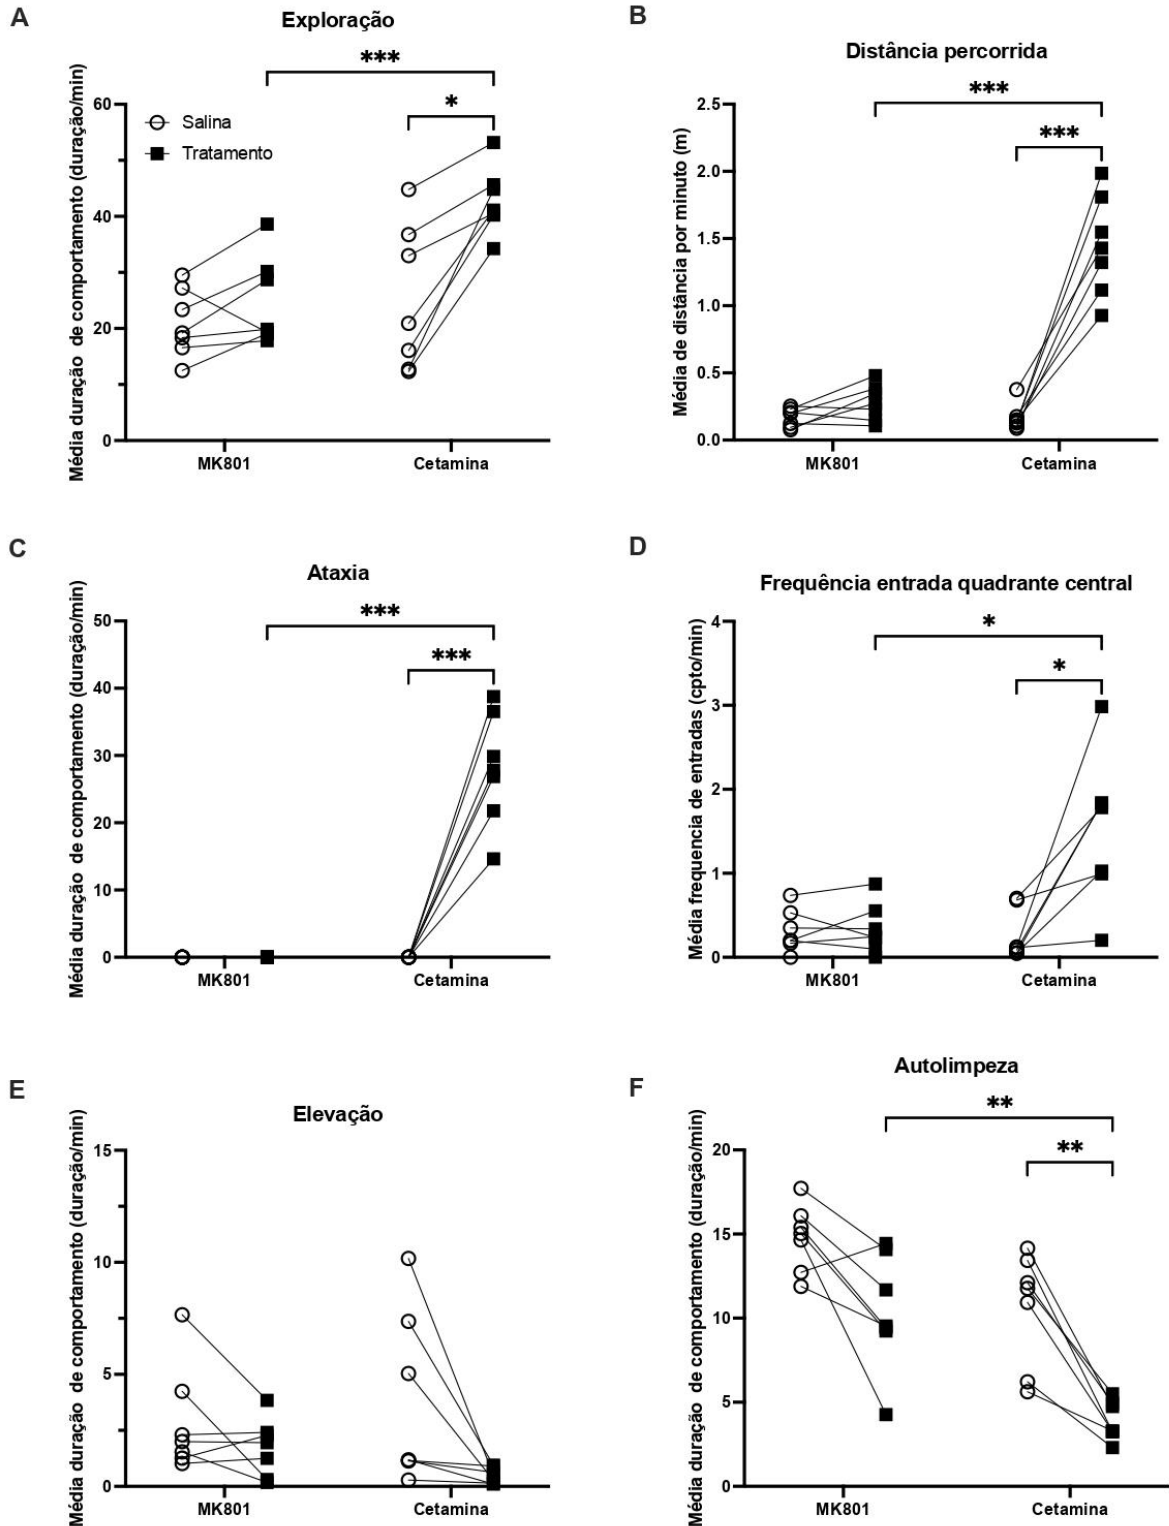 A
Exploração
***
*
Média duração de comportamento (duração/min)
60
40
20
0
Salina
Tratamento
MK801
Cetamina
B
Distância percorrida
***
***
Média de distância por minuto (m)
2.5
2.0
1.5
1.0
0.5
0.0
MK801
Cetamina
C
Ataxia
***
***
Média duração de comportamento (duração/min)
50
40
30
20
10
0
MK801
Cetamina
D
Frequência entrada quadrante central
*
*
Média frequencia de entradas (cpto/min)
4
3
2
1
0
MK801
Cetamina
E
Elevação
Média duração de comportamento (duração/min)
15
10
5
0
MK801
Cetamina
F
Autolimpeza
**
**
Média duração de comportamento (duração/min)
20
15
10
5
0
MK801
Cetamina